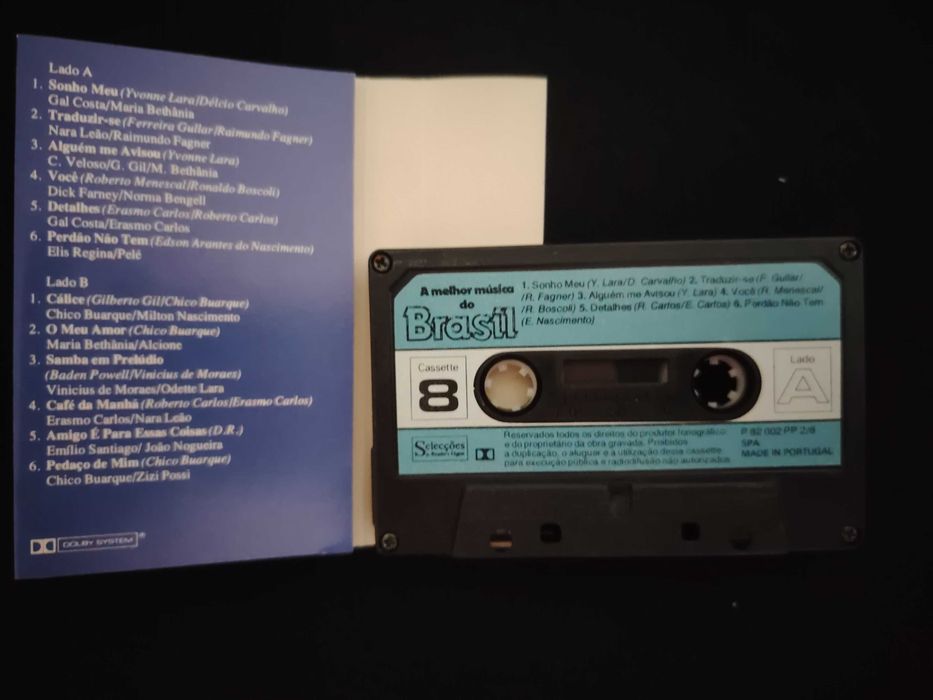 Lado A
1. Sonho Meu (Yvonne Lara/Délcio Carvalho)
Gal Costa/Maria Bethânia
2. Traduzir-se (Ferreira Gullar/Raimundo Fagner)
Nara Leão/Raimundo Fagner
3. Alguém me Avisou (Yvonne Lara)
C. Veloso/G. Gil/M. Bethânia
4. Você (Roberto Menescal/Ronaldo Boscoli)
Dick Farney/Norma Bengell
5. Detalhes (Erasmo Carlos/Roberto Carlos)
Gal Costa/Erasmo Carlos
6. Perdão Não Tem (Edson Arantes do Nascimento)
Elis Regina/Pelé
Lado B
1. Cálice (Gilberto Gil/Chico Buarque)
Chico Buarque/Milton Nascimento
2. O Meu Amor (Chico Buarque)
Maria Bethânia/Alcione
3. Samba em Prelúdio
(Baden Powell/Vinicius de Moraes)
Vinicius de Moraes/Odette Lara
4. Café da Manhã (Roberto Carlos/Erasmo Carlos)
Erasmo Carlos/Nara Leão
5. Amigo É Para Essas Coisas (D.R.)
Emílio Santiago/ João Nogueira
6. Pedaço de Mim (Chico Buarque)
Chico Buarque/Zizi Possi
DOLBY SYSTEM®
A melhor música
do
Brasil
1. Sonho Meu (Y. Lara/D. Carvalho) 2. Traduzir-se (F. Gullar/
/R. Fagner) 3. Alguém me Avisou (Y. Lara) 4. Você (R. Menescal/
/R. Boscoli) 5. Detalhes (R. Carlos/E. Carlos) 6. Perdão Não Tem
(E. Nascimento)
Cassette
8
Lado
A
Selecções
do Reader's Digest
Reservados todos os direitos do produtor fonográfico
e do proprietário da obra gravada. Proibidos
a duplicação, o aluguer e a utilização desta cassette
para execução pública e radiodifusão não autorizados
P 82 002 PP 2/8
SPA
MADE IN PORTUGAL